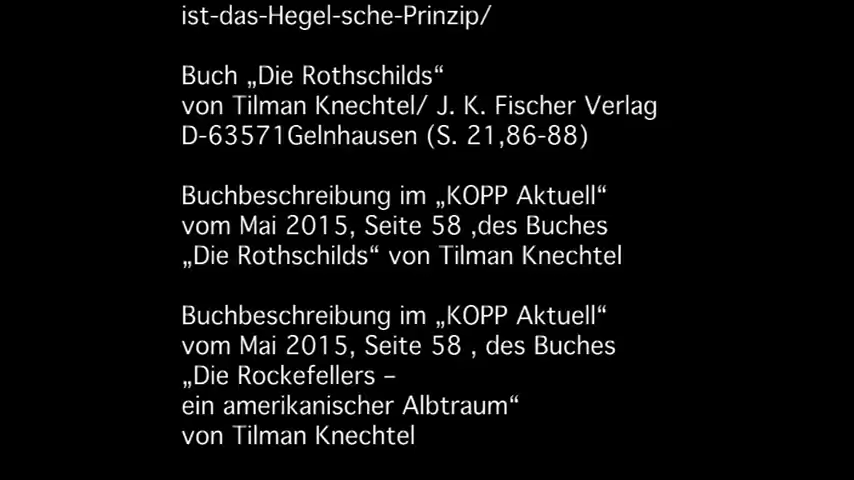 ist-das-Hegel-sche-Prinzip/
Buch „Die Rothschilds“
von Tilman Knechtel/ J. K. Fischer Verlag
D-63571Gelnhausen (S. 21,86-88)
Buchbeschreibung im „KOPP Aktuell“
vom Mai 2015, Seite 58 ,des Buches
„Die Rothschilds“ von Tilman Knechtel
Buchbeschreibung im „KOPP Aktuell“
vom Mai 2015, Seite 58 , des Buches
„Die Rockefellers –
ein amerikanischer Albtraum“
von Tilman Knechtel